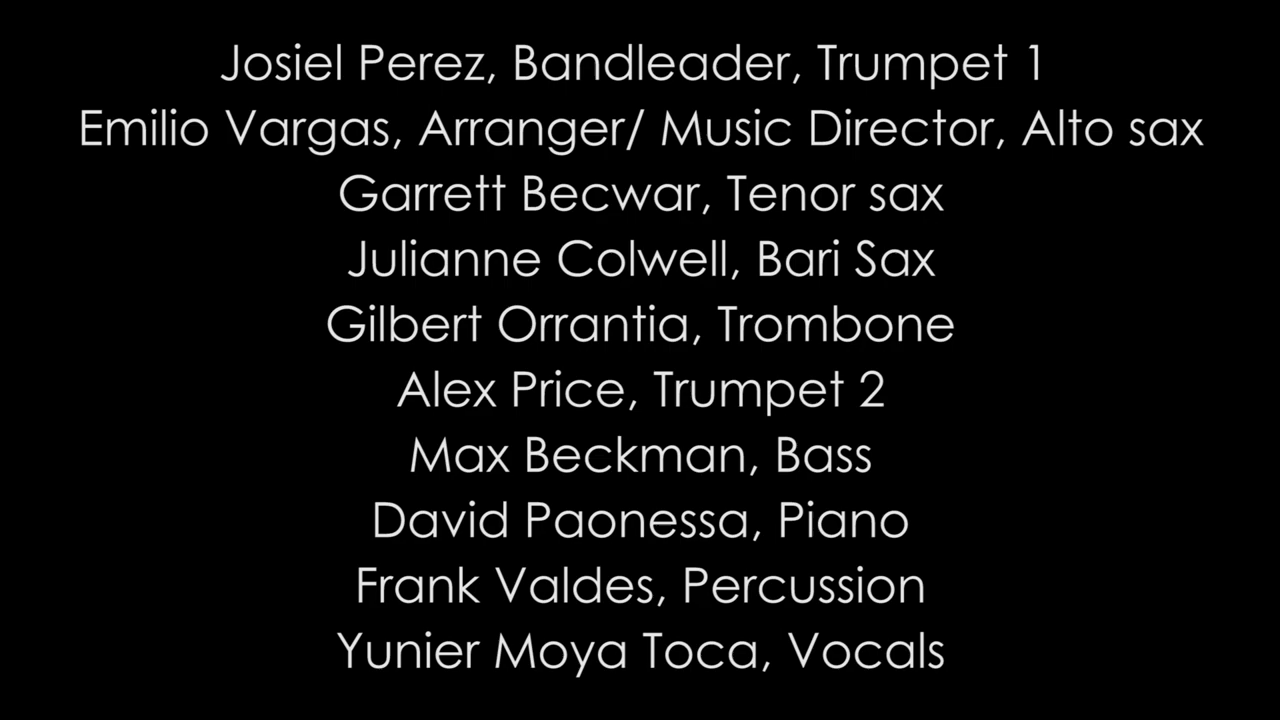 Josiel Perez, Bandleader, Trumpet 1
Emilio Vargas, Arranger/ Music Director, Alto sax
Garrett Becwar, Tenor sax
Julianne Colwell, Bari Sax
Gilbert Orrantia, Trombone
Alex Price, Trumpet 2
Max Beckman, Bass
David Paonessa, Piano
Frank Valdes, Percussion
Yunier Moya Toca, Vocals